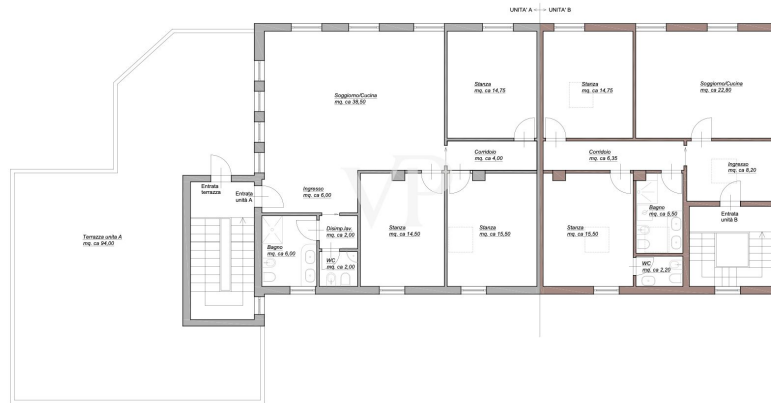 UNITA' A
UNITA' B
Soggiorno/Cucina
mq. ca 38,50
Stanza
mq. ca 14,75
Stanza
mq. ca 14,75
Soggiorno/Cucina
mq. ca 22,80
Corridoio
mq. ca 4,00
Corridoio
mq. ca 6,35
Ingresso
mq. ca 8,20
Entrata
terrazza
Entrata
unità A
Ingresso
mq. ca 6,00
VP
Terrazza unità A
mq. ca 94,00
Bagno
mq. ca 6,00
Disimp.lav.
mq. ca 2,00
WC
mq. ca 2,00
Stanza
mq. ca 14,50
Stanza
mq. ca 15,50
Stanza
mq. ca 15,50
Bagno
mq. ca 5,50
WC
mq. ca 2,20
Entrata
unità B